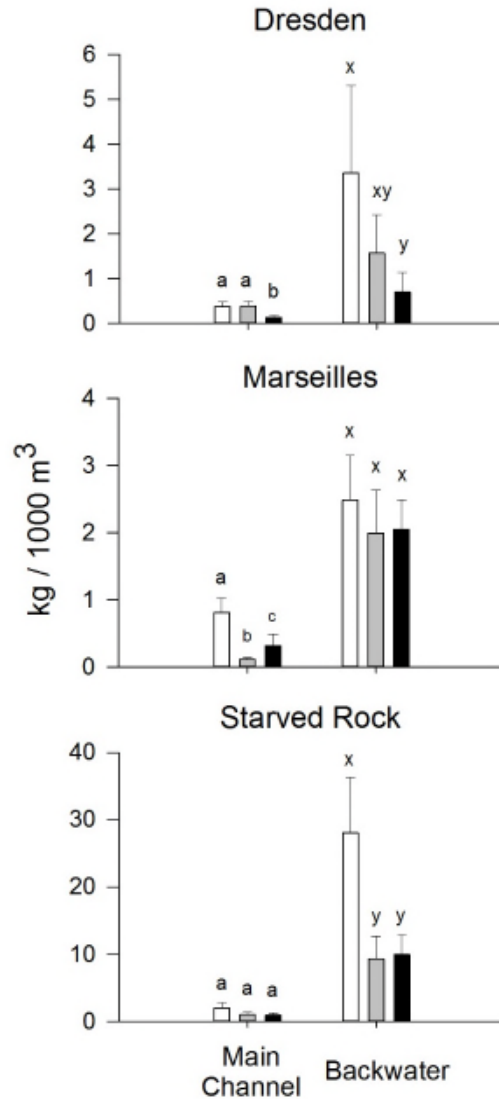 Dresden
6
5
4
3
2
1
0
a a b
x xy y
Marseilles
4
3
2
1
0
a b c
x x x
kg / 1000 m³
Starved Rock
40
30
20
10
0
a a a
x y y
Main
Channel
Backwater